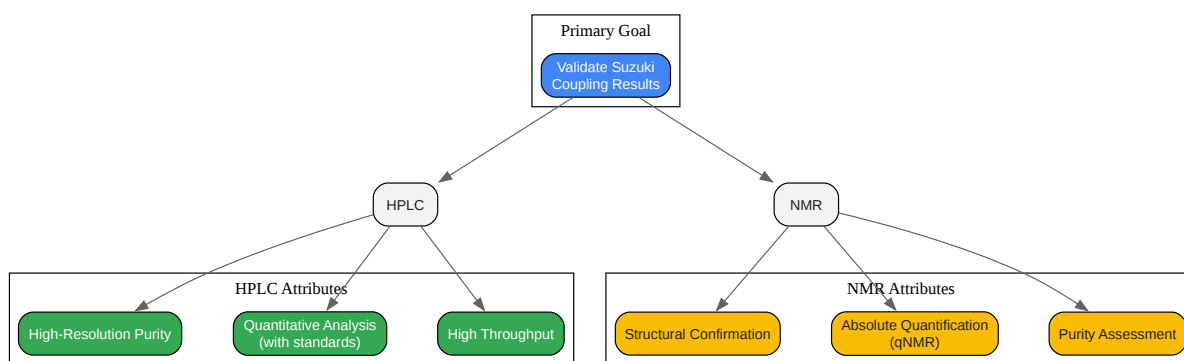 Primary Goal
Validate Suzuki
Coupling Results
HPLC
NMR
HPLC Attributes
High-Resolution Purity
Quantitative Analysis
(with standards)
High Throughput
NMR Attributes
Structural Confirmation
Absolute Quantification
(qNMR)
Purity Assessment